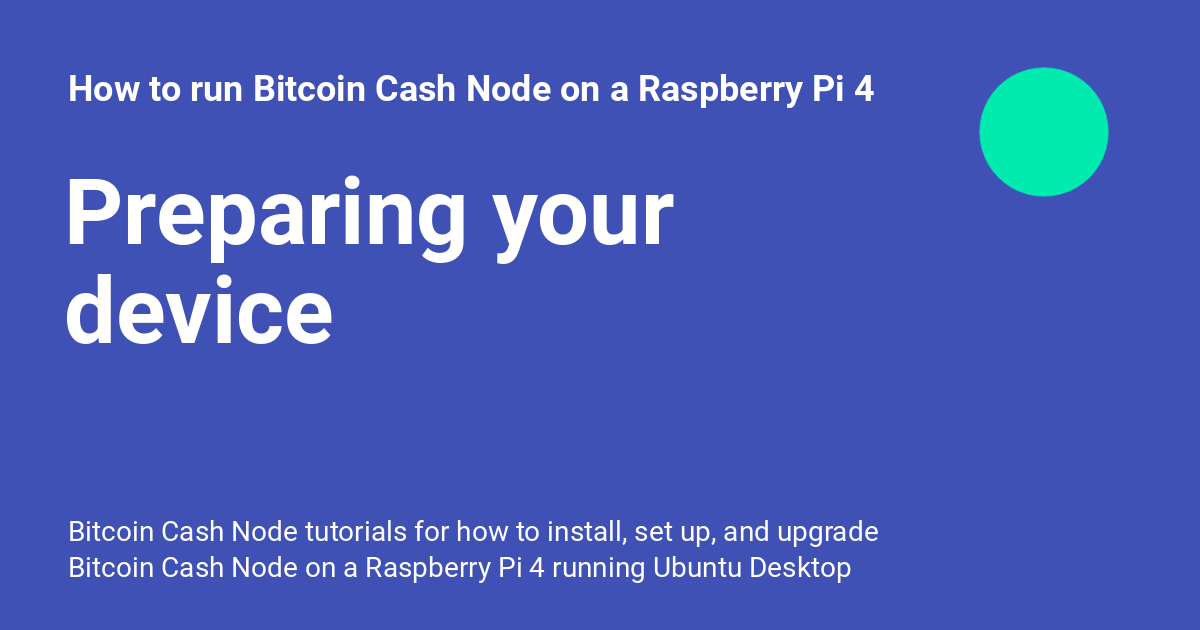 How to run Bitcoin Cash Node on a Raspberry Pi 4
Preparing your
device
Bitcoin Cash Node tutorials for how to install, set up, and upgrade
Bitcoin Cash Node on a Raspberry Pi 4 running Ubuntu Desktop